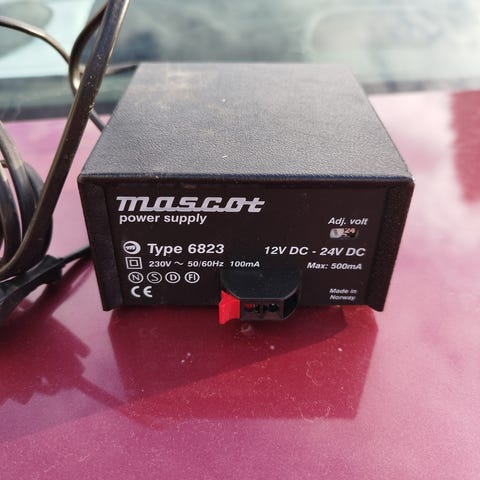 mascot
power supply
Adj. volt
24
Type 6823
12V DC - 24V DC
230V ~ 50/60Hz 100mA
Max: 500mA
N S D FI
Made in
Norway
CE